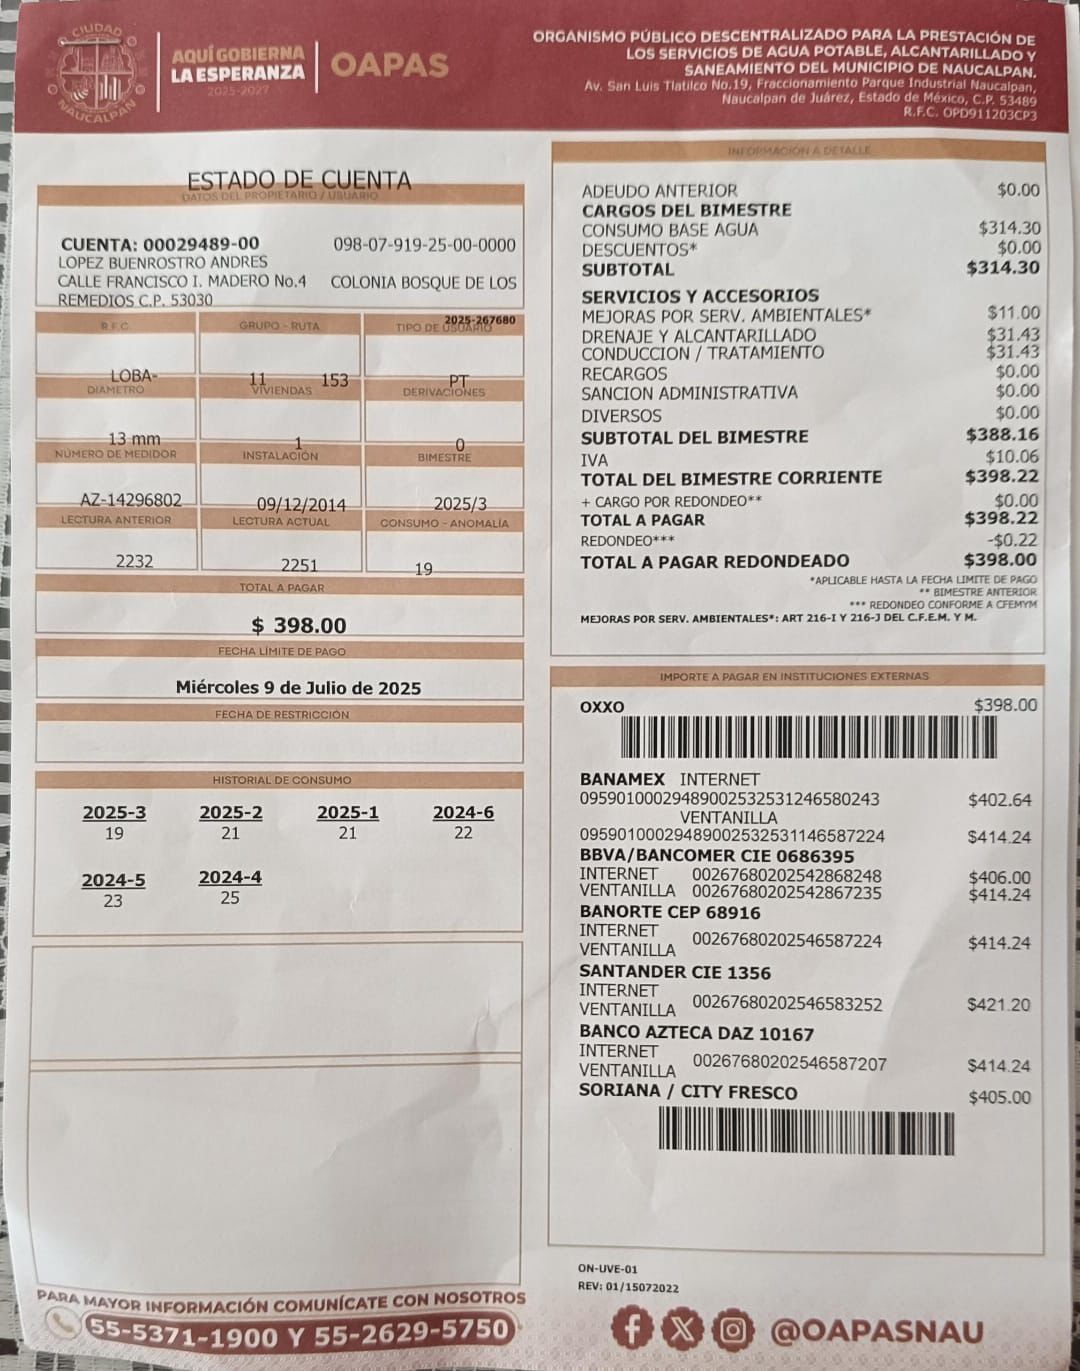 CIUDAD
NAUCALPAN
AQUÍ GOBIERNA
LA ESPERANZA
2025-2027
OAPAS
ORGANISMO PÚBLICO DESCENTRALIZADO PARA LA PRESTACIÓN DE
LOS SERVICIOS DE AGUA POTABLE, ALCANTARILLADO Y
SANEAMIENTO DEL MUNICIPIO DE NAUCALPAN.
Av. San Luis Tlatilco No.19, Fraccionamiento Parque Industrial Naucalpan,
Naucalpan de Juárez, Estado de México, C.P. 53489
R.F.C. OPD911203CP3
ESTADO DE CUENTA
DATOS DEL PROPIETARIO / USUARIO
CUENTA: 00029489-00 098-07-919-25-00-0000
LOPEZ BUENROSTRO ANDRES
CALLE FRANCISCO I. MADERO No.4 COLONIA BOSQUE DE LOS
REMEDIOS C.P. 53030
2025-267680
R.F.C. GRUPO - RUTA TIPO DE USUARIO
LOBA- 11 153 PT
DIAMETRO VIVIENDAS DERIVACIONES
13 mm 1 0
NÚMERO DE MEDIDOR INSTALACIÓN BIMESTRE
AZ-14296802 09/12/2014 2025/3
LECTURA ANTERIOR LECTURA ACTUAL CONSUMO - ANOMALÍA
2232 2251 19
TOTAL A PAGAR
$ 398.00
FECHA LÍMITE DE PAGO
Miércoles 9 de Julio de 2025
FECHA DE RESTRICCIÓN
HISTORIAL DE CONSUMO
2025-3 2025-2 2025-1 2024-6
19 21 21 22
2024-5 2024-4
23 25
INFORMACIÓN A DETALLE
ADEUDO ANTERIOR $0.00
CARGOS DEL BIMESTRE
CONSUMO BASE AGUA $314.30
DESCUENTOS* $0.00
SUBTOTAL $314.30
SERVICIOS Y ACCESORIOS
MEJORAS POR SERV. AMBIENTALES* $11.00
DRENAJE Y ALCANTARILLADO $31.43
CONDUCCION / TRATAMIENTO $31.43
RECARGOS $0.00
SANCION ADMINISTRATIVA $0.00
DIVERSOS $0.00
SUBTOTAL DEL BIMESTRE $388.16
IVA $10.06
TOTAL DEL BIMESTRE CORRIENTE $398.22
+ CARGO POR REDONDEO** $0.00
TOTAL A PAGAR $398.22
REDONDEO*** -$0.22
TOTAL A PAGAR REDONDEADO $398.00
*APLICABLE HASTA LA FECHA LIMITE DE PAGO
** BIMESTRE ANTERIOR
*** REDONDEO CONFORME A CFEMYM
MEJORAS POR SERV. AMBIENTALES*: ART 216-I Y 216-J DEL C.F.E.M. Y M.
IMPORTE A PAGAR EN INSTITUCIONES EXTERNAS
OXXO $398.00
BANAMEX INTERNET
09590100029489002532531246580243 $402.64
VENTANILLA
09590100029489002532531146587224 $414.24
BBVA/BANCOMER CIE 0686395
INTERNET 00267680202542868248 $406.00
VENTANILLA 00267680202542867235 $414.24
BANORTE CEP 68916
INTERNET
VENTANILLA 00267680202546587224 $414.24
SANTANDER CIE 1356
INTERNET
VENTANILLA 00267680202546583252 $421.20
BANCO AZTECA DAZ 10167
INTERNET
VENTANILLA 00267680202546587207 $414.24
SORIANA / CITY FRESCO $405.00
ON-UVE-01
REV: 01/15072022
PARA MAYOR INFORMACIÓN COMUNÍCATE CON NOSOTROS
55-5371-1900 Y 55-2629-5750
@OAPASNAU